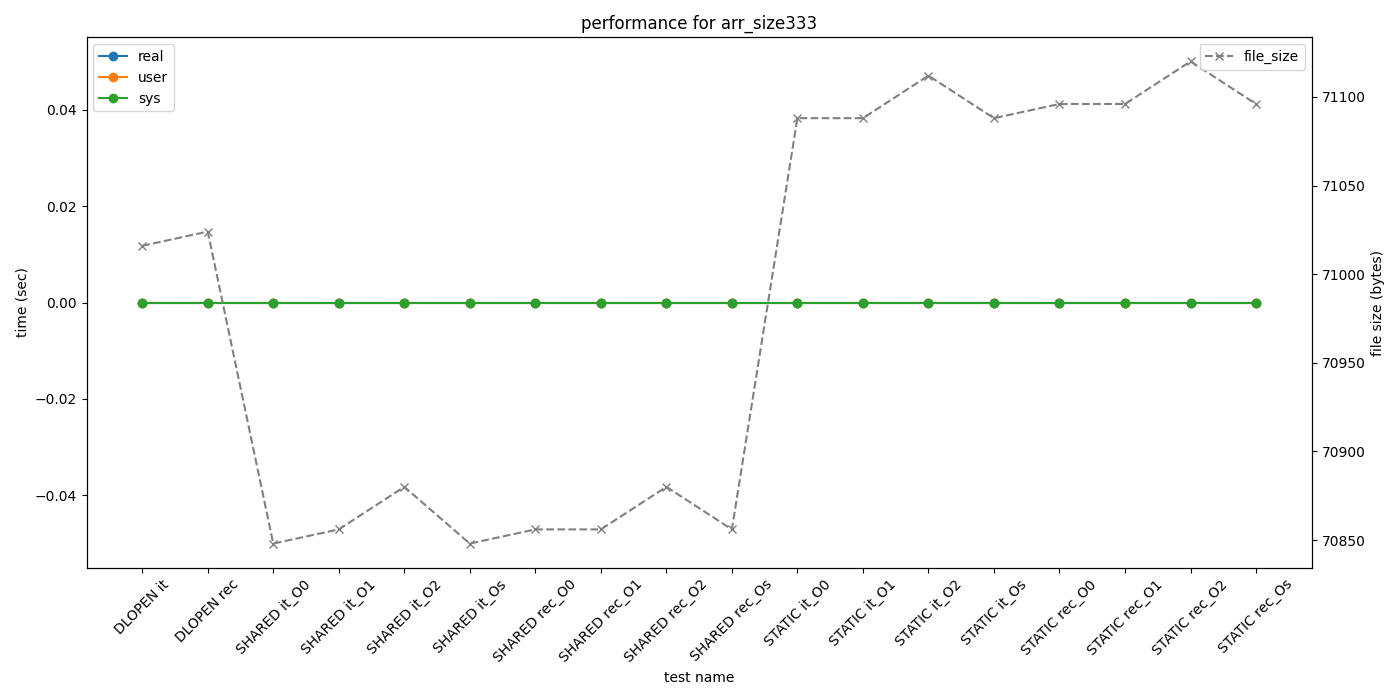 performance for arr_size333
real
user
sys
file_size
0.04
0.02
0.00
−0.02
−0.04
time (sec)
71100
71050
71000
70950
70900
70850
file size (bytes)
DLOPEN it
DLOPEN rec
SHARED it_O0
SHARED it_O1
SHARED it_O2
SHARED it_Os
SHARED rec_O0
SHARED rec_O1
SHARED rec_O2
SHARED rec_Os
STATIC it_O0
STATIC it_O1
STATIC it_O2
STATIC it_Os
STATIC rec_O0
STATIC rec_O1
STATIC rec_O2
STATIC rec_Os
test name